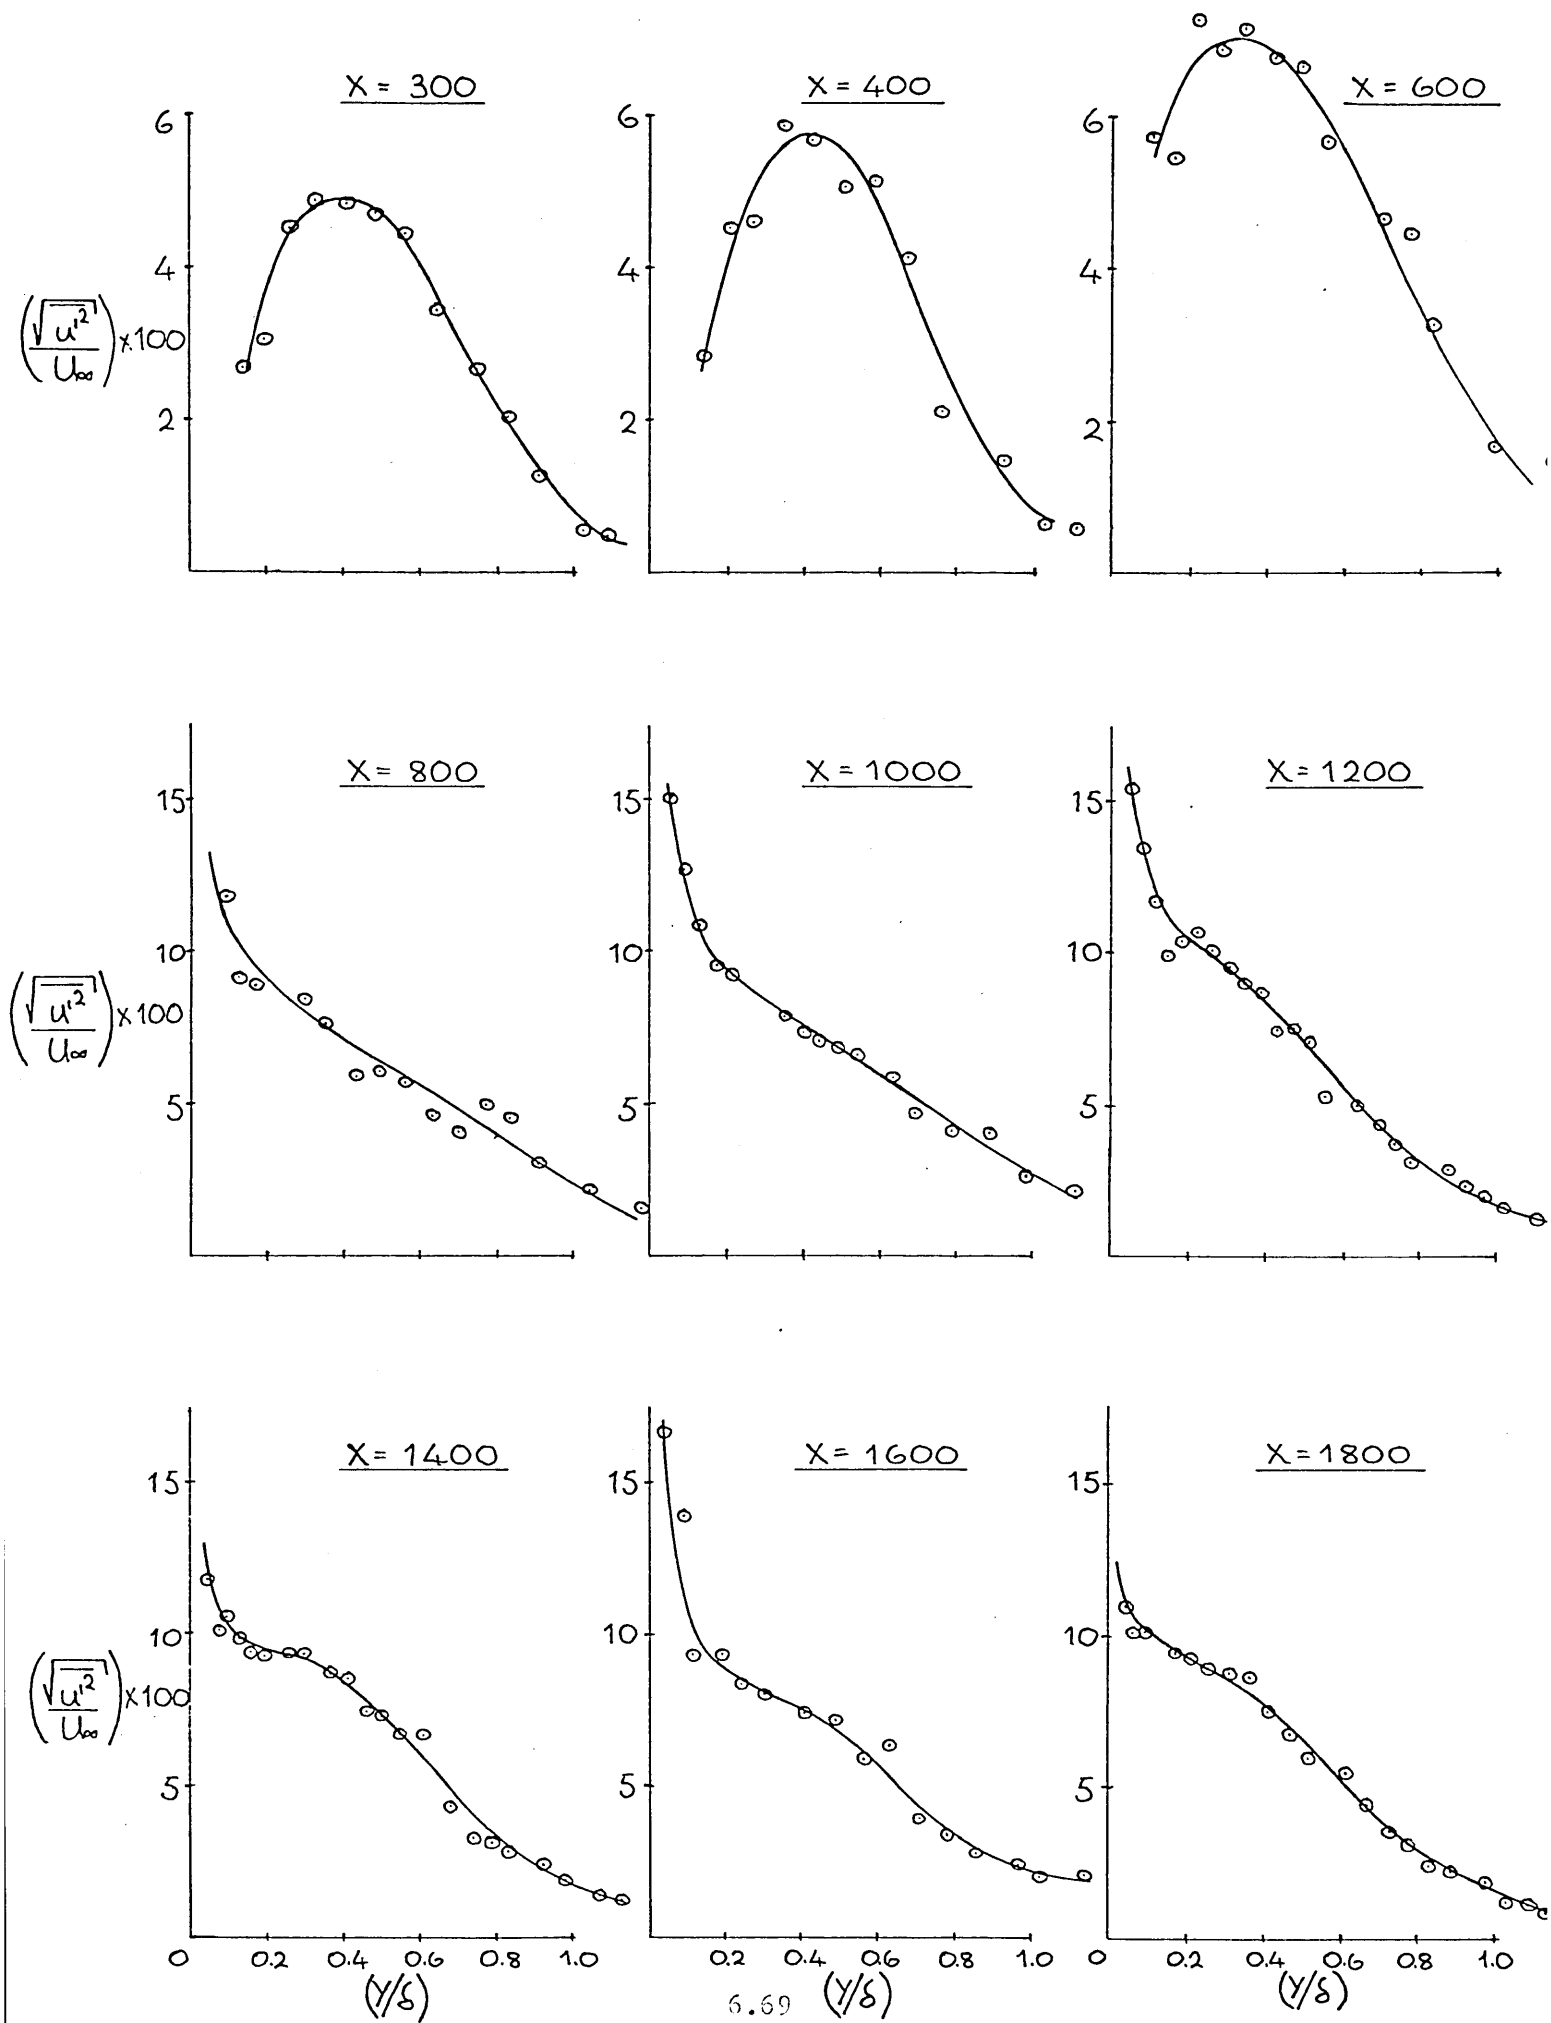 X = 300
X = 400
X = 600
6
4
2
6
4
2
6
4
2
(√u'²/U∞) × 100
X = 800
X = 1000
X = 1200
15
10
5
15
10
5
15
10
5
(√u'²/U∞) × 100
X = 1400
X = 1600
X = 1800
15
10
5
15
10
5
15
10
5
(√u'²/U∞) × 100
0 0.2 0.4 0.6 0.8 1.0
0.2 0.4 0.6 0.8 1.0
0 0.2 0.4 0.6 0.8 1.0
(Y/δ)
(Y/δ)
(Y/δ)
6.69